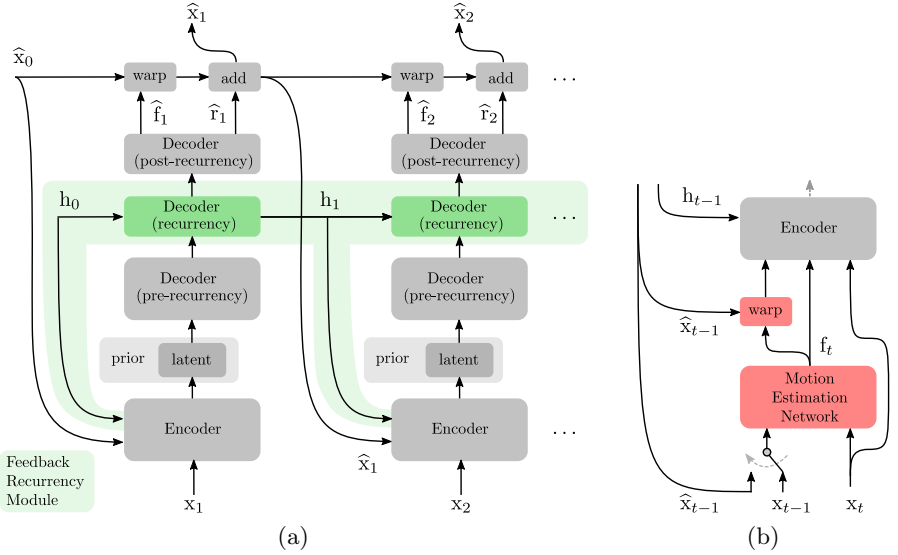 x̂₁
x̂₂
x̂₀
warp
add
warp
add
...
f̂₁
r̂₁
f̂₂
r̂₂
Decoder
(post-recurrency)
Decoder
(post-recurrency)
h₀
Decoder
(recurrency)
h₁
Decoder
(recurrency)
...
Decoder
(pre-recurrency)
Decoder
(pre-recurrency)
prior
latent
prior
latent
Encoder
Encoder
...
x̂₁
Feedback
Recurrency
Module
x₁
x₂
(a)
hₜ₋₁
Encoder
warp
x̂ₜ₋₁
fₜ
Motion
Estimation
Network
x̂ₜ₋₁
xₜ₋₁
xₜ
(b)